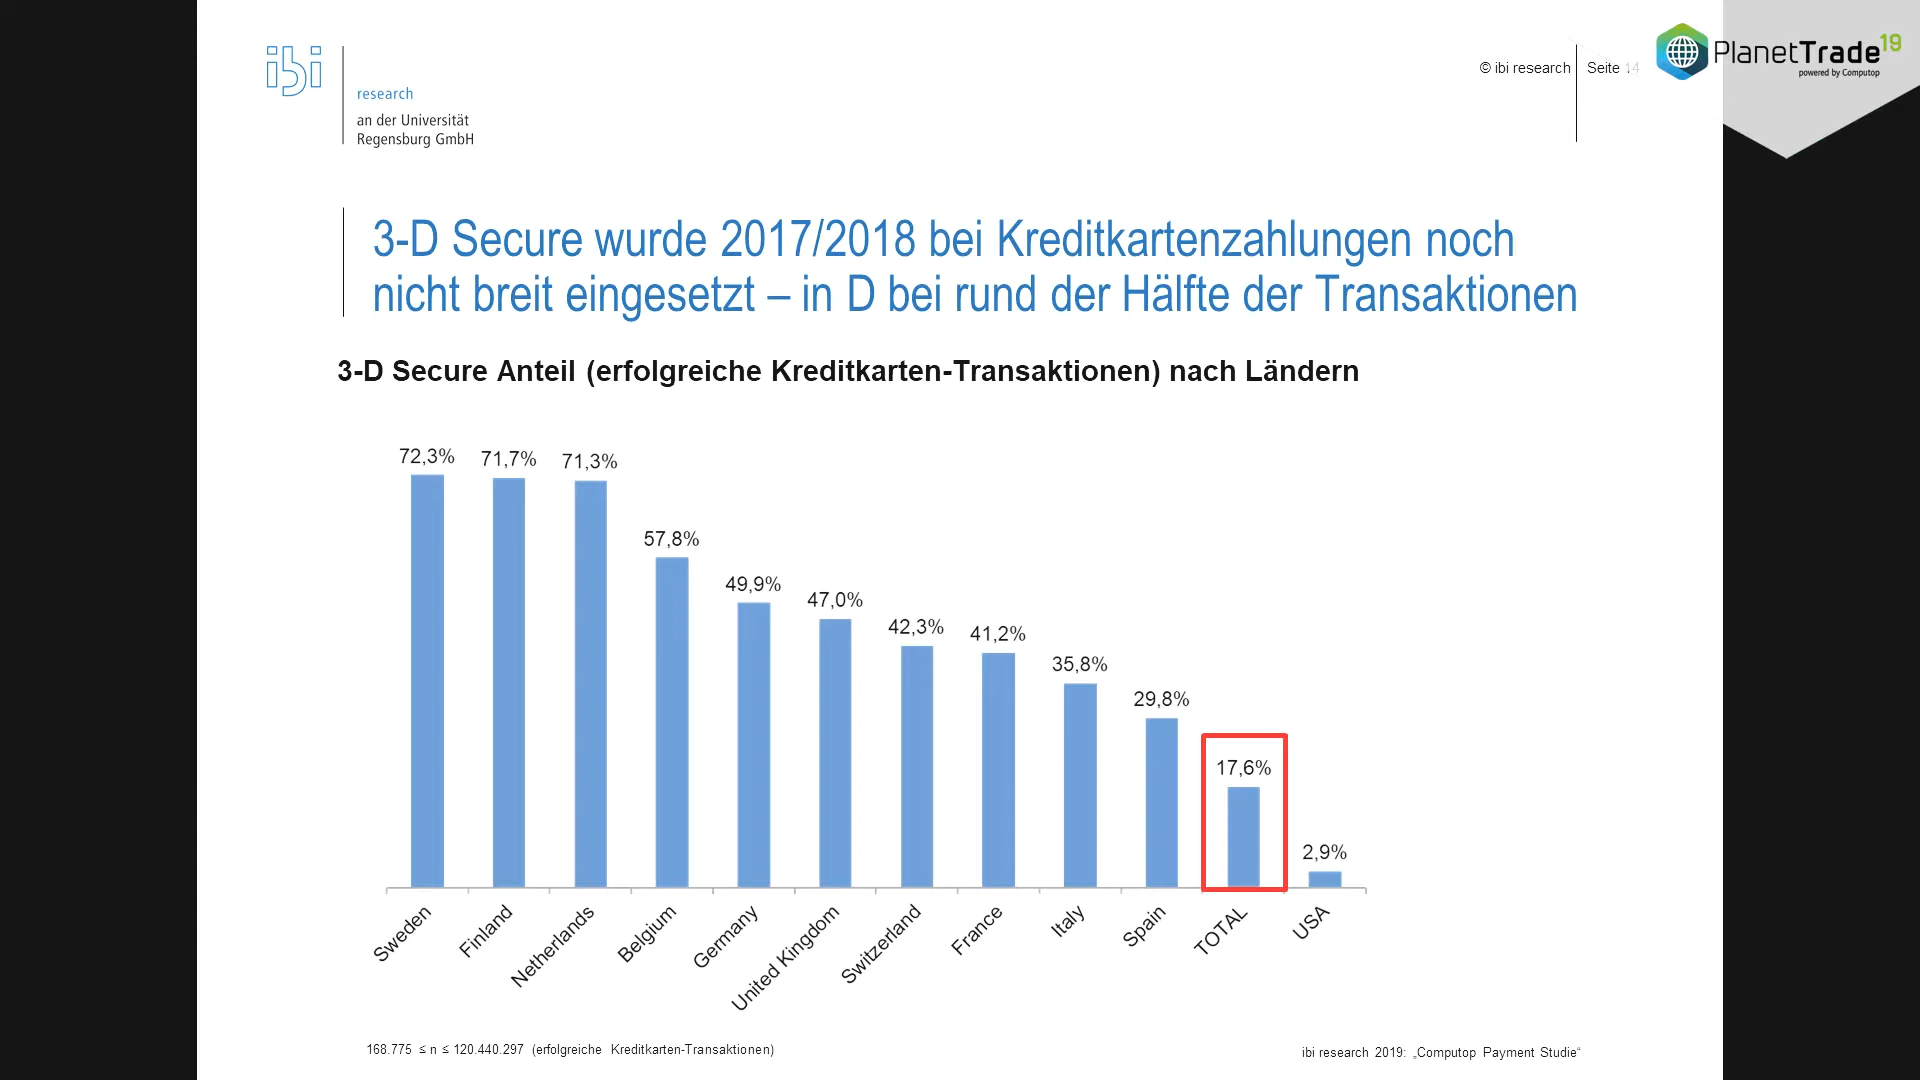 ibi
research
an der Universität
Regensburg GmbH
© ibi research
Seite 14
PlanetTrade19
powered by Computop
3-D Secure wurde 2017/2018 bei Kreditkartenzahlungen noch
nicht breit eingesetzt – in D bei rund der Hälfte der Transaktionen
3-D Secure Anteil (erfolgreiche Kreditkarten-Transaktionen) nach Ländern
72,3%
71,7%
71,3%
57,8%
49,9%
47,0%
42,3%
41,2%
35,8%
29,8%
17,6%
2,9%
Sweden
Finland
Netherlands
Belgium
Germany
United Kingdom
Switzerland
France
Italy
Spain
TOTAL
USA
168.775 ≤ n ≤ 120.440.297 (erfolgreiche Kreditkarten-Transaktionen)
ibi research 2019: „Computop Payment Studie“